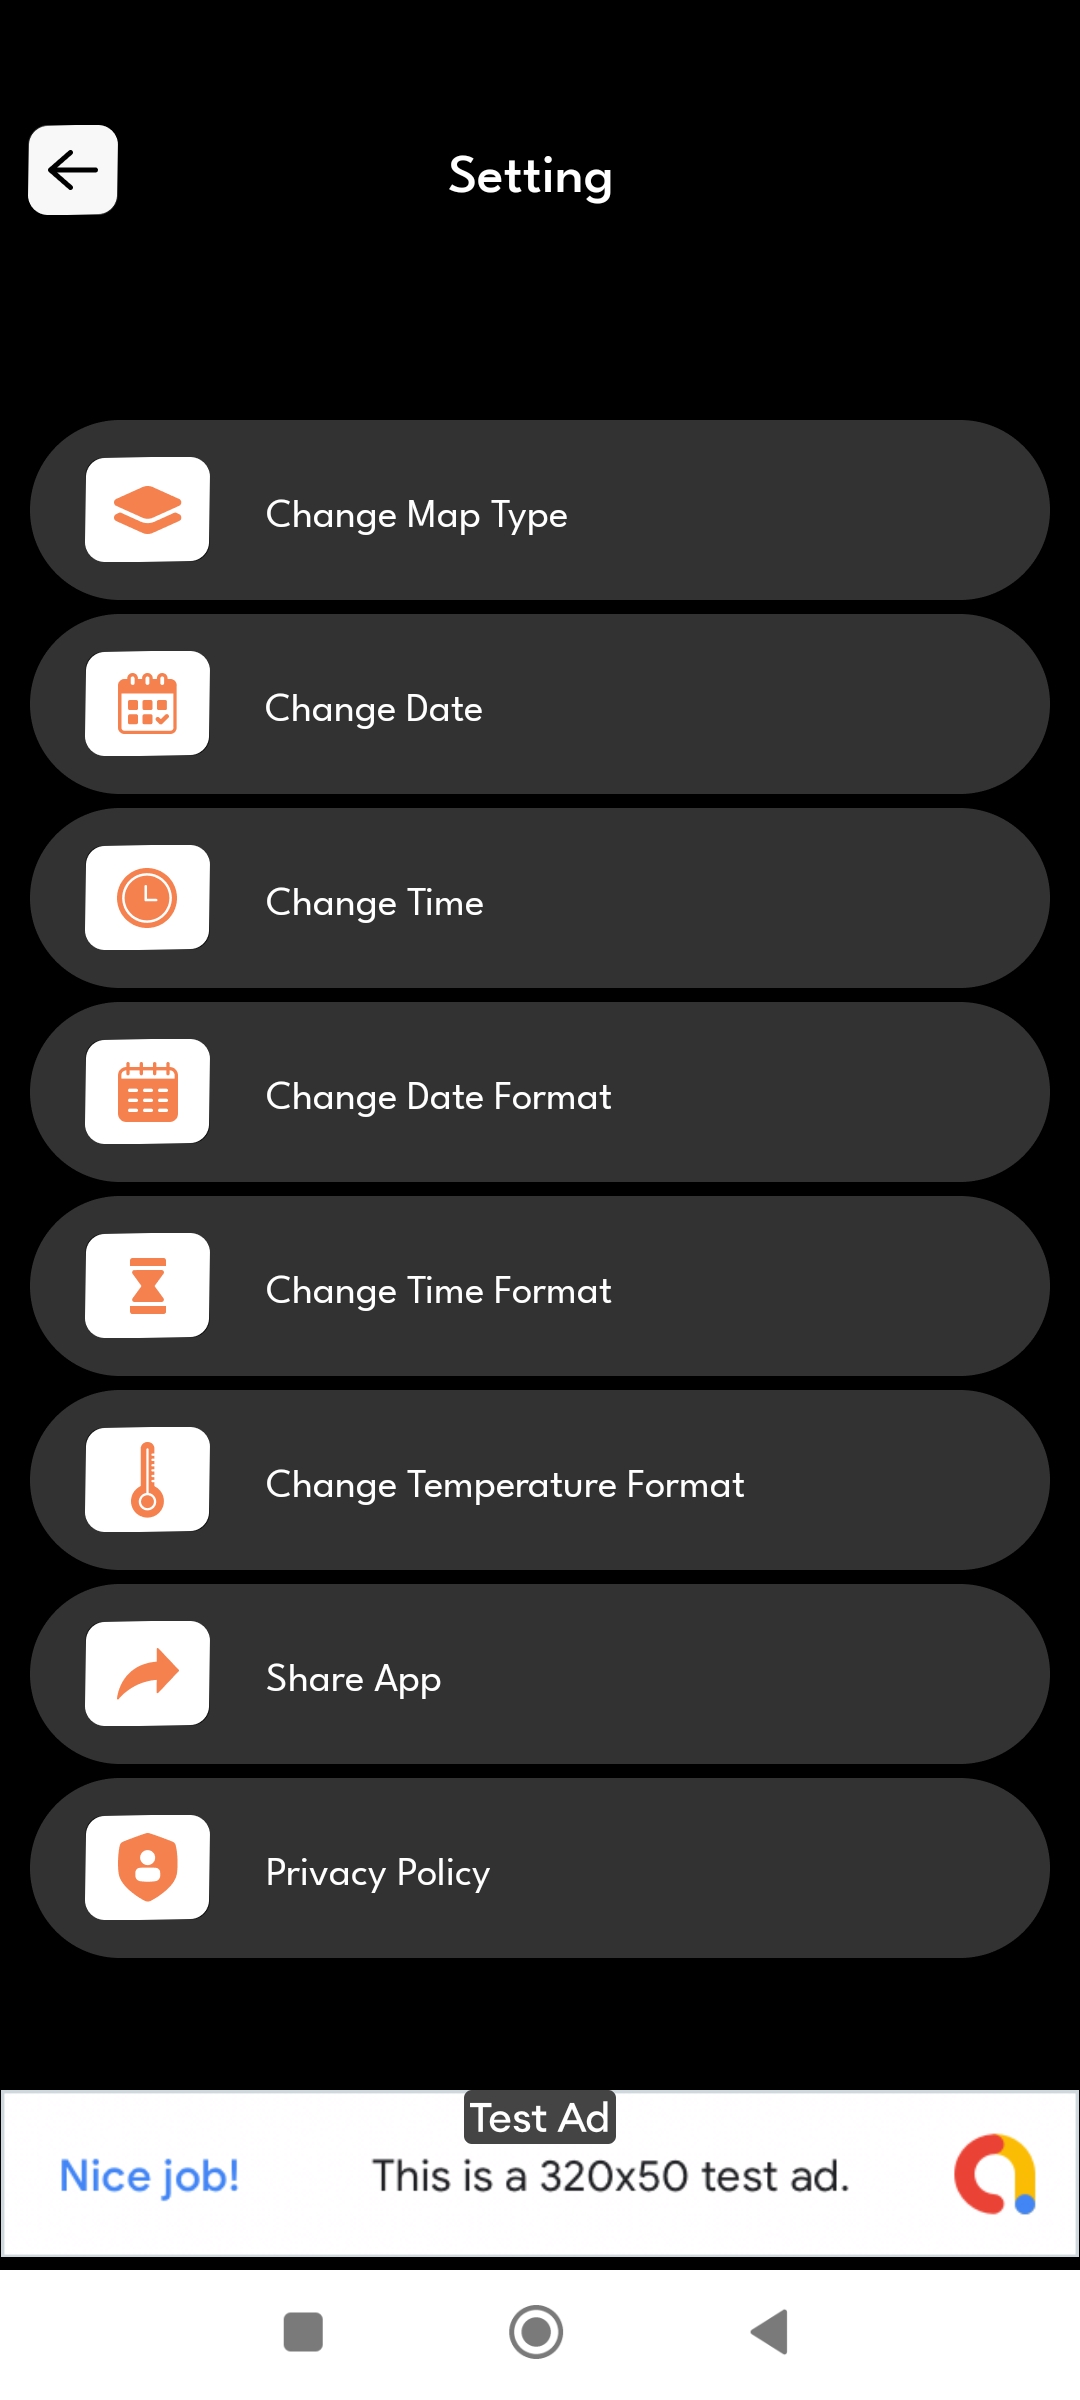 Setting
Change Map Type
Change Date
Change Time
Change Date Format
Change Time Format
Change Temperature Format
Share App
Privacy Policy
Test Ad
Nice job! This is a 320x50 test ad.